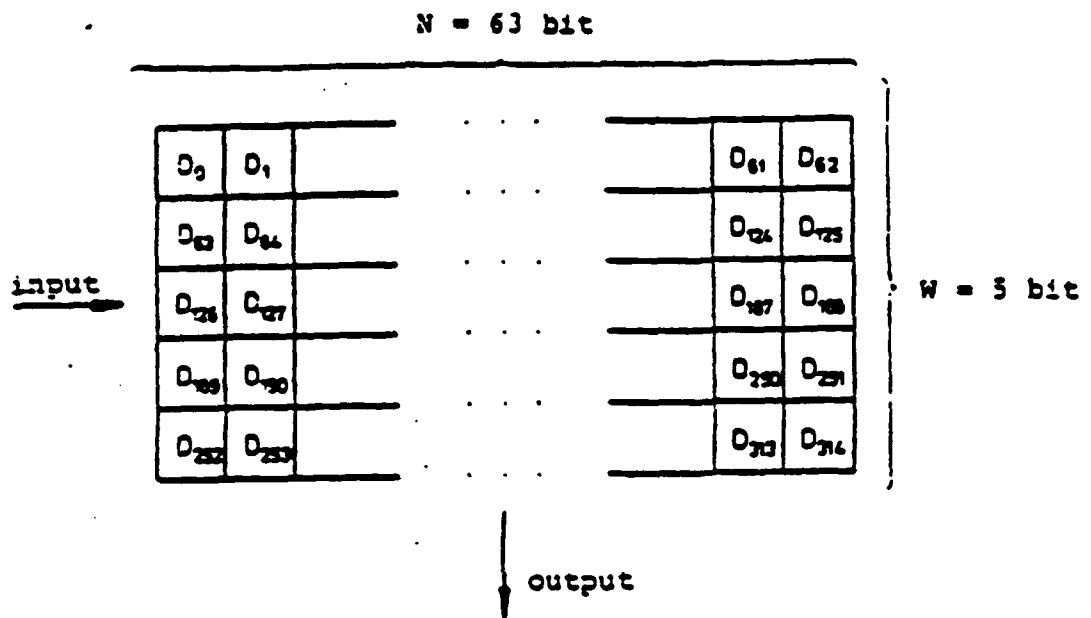 N = 63 bit
D₀ D₁ . . . D₆₁ D₆₂
D₆₃ D₆₄ . . . D₁₂₄ D₁₂₅
input D₁₂₆ D₁₂₇ . . . D₁₈₇ D₁₈₈ W = 5 bit
D₁₈₉ D₁₉₀ . . . D₂₅₀ D₂₅₁
D₂₅₂ D₂₅₃ . . . D₃₁₃ D₃₁₄
output